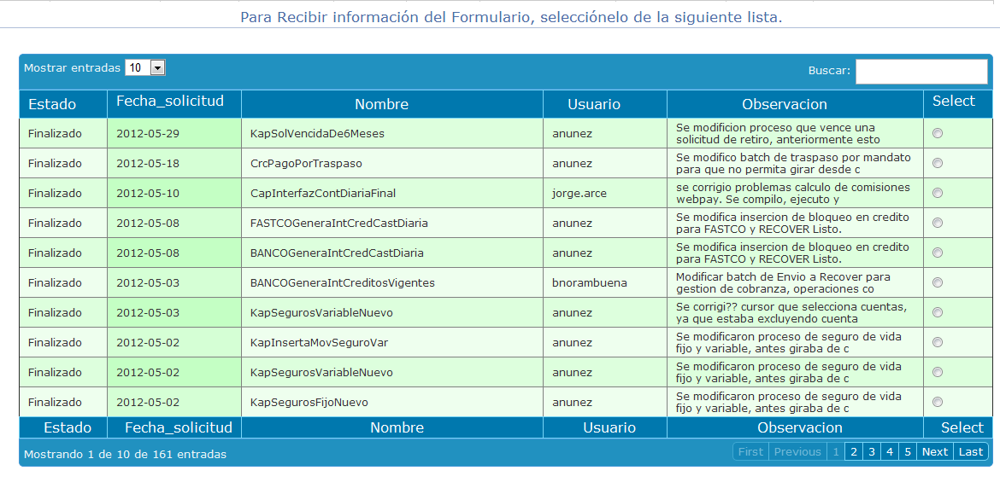 Para Recibir información del Formulario, selecciónelo de la siguiente lista.
Mostrar entradas 10 Buscar:
Estado Fecha_solicitud Nombre Usuario Observacion Select
Finalizado 2012-05-29 KapSolVencidaDe6Meses anunez Se modificion proceso que vence una
solicitud de retiro, anteriormente esto
Finalizado 2012-05-18 CrcPagoPorTraspaso anunez Se modifico batch de traspaso por mandato
para que no permita girar desde c
Finalizado 2012-05-10 CapInterfazContDiariaFinal jorge.arce se corrigio problemas calculo de comisiones
webpay. Se compilo, ejecuto y
Finalizado 2012-05-08 FASTCOGeneraIntCredCastDiaria anunez Se modifica insercion de bloqueo en credito
para FASTCO y RECOVER Listo.
Finalizado 2012-05-08 BANCOGeneraIntCredCastDiaria anunez Se modifica insercion de bloqueo en credito
para FASTCO y RECOVER Listo.
Finalizado 2012-05-03 BANCOGeneraIntCreditosVigentes bnorambuena Modificar batch de Envio a Recover para
gestion de cobranza, operaciones co
Finalizado 2012-05-03 KapSegurosVariableNuevo anunez Se corrigi?? cursor que selecciona cuentas,
ya que estaba excluyendo cuenta
Finalizado 2012-05-02 KapInsertaMovSeguroVar anunez Se modificaron proceso de seguro de vida
fijo y variable, antes giraba de c
Finalizado 2012-05-02 KapSegurosVariableNuevo anunez Se modificaron proceso de seguro de vida
fijo y variable, antes giraba de c
Finalizado 2012-05-02 KapSegurosFijoNuevo anunez Se modificaron proceso de seguro de vida
fijo y variable, antes giraba de c
Estado Fecha_solicitud Nombre Usuario Observacion Select
Mostrando 1 de 10 de 161 entradas First Previous 1 2 3 4 5 Next Last